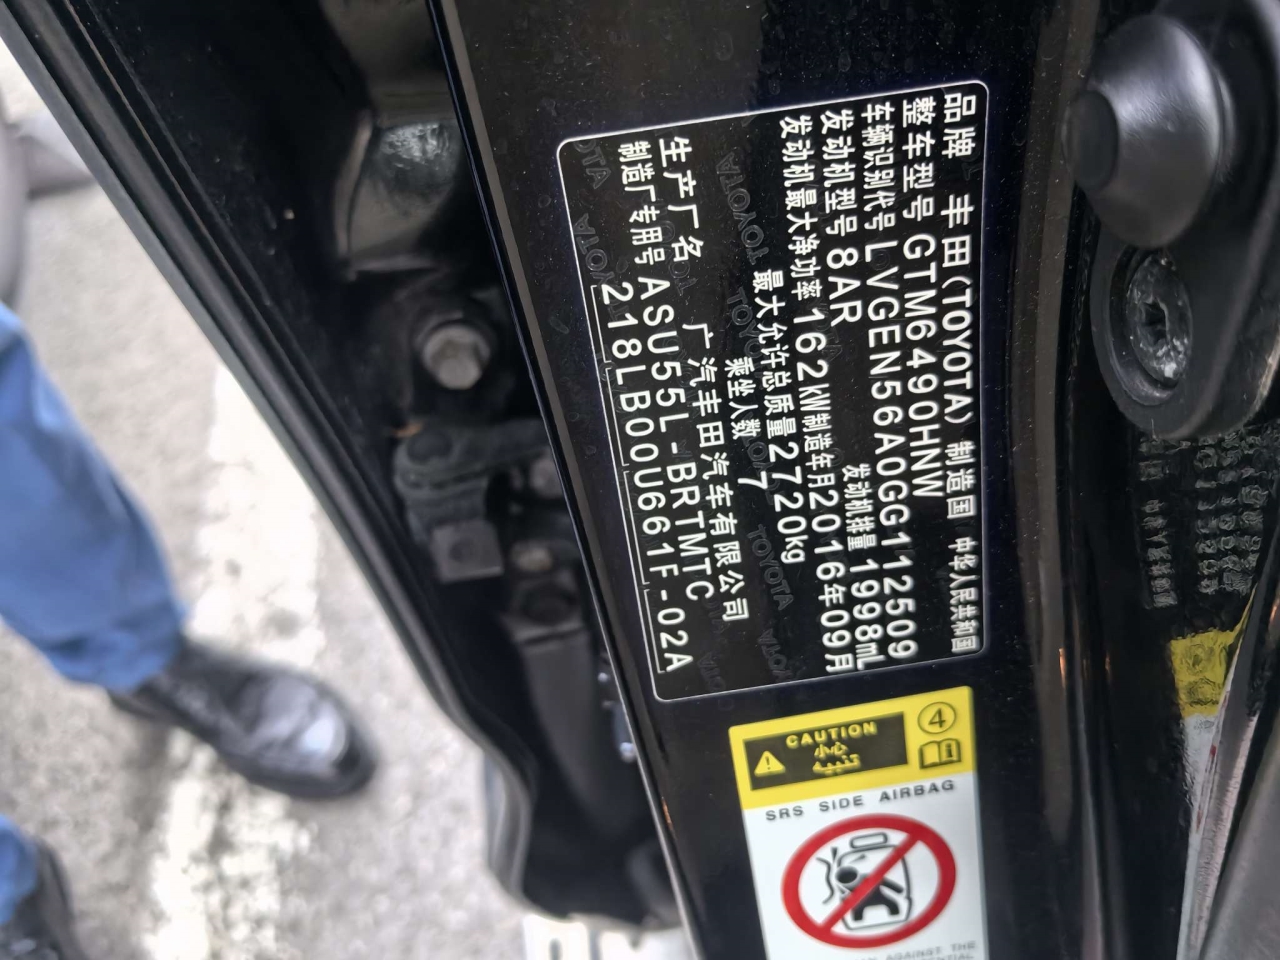 品牌 丰田(TOYOTA) 制造国 中华人民共和国
整车型号 GTM6490HNW
车辆识别代号 LVGEN56A0GG112509
发动机型号 8AR 发动机排量 1998mL
发动机最大净功率 162kW 制造年月 2016年09月
最大允许总质量 2720kg
乘坐人数 7
生产厂名 广汽丰田汽车有限公司
制造厂专用号 ASU55L-BRTMTC
218LB00U661F-02A
CAUTION
小心
4
SRS SIDE AIRBAG
AGAINST THE